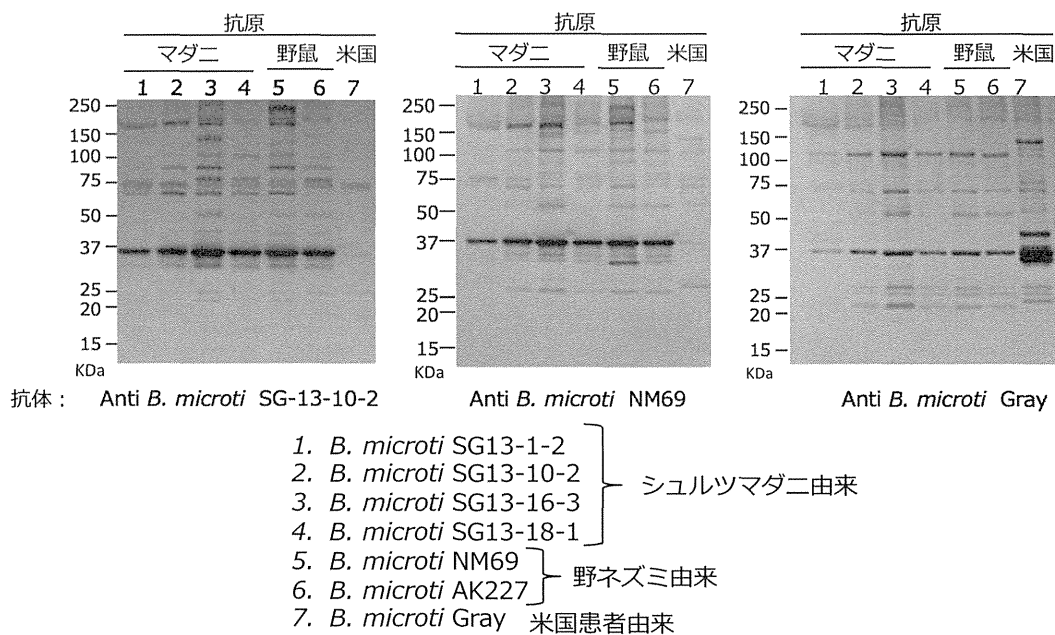 抗原 抗原 抗原
マダニ 野鼠 米国 マダニ 野鼠 米国 マダニ 野鼠 米国
1 2 3 4 5 6 7 1 2 3 4 5 6 7 1 2 3 4 5 6 7
250 250 250
150 150 150
100 100 100
75 75 75
50 50 50
37 37 37
25 25 25
20 20 20
15 15 15
KDa KDa KDa
抗体： Anti B. microti SG-13-10-2 Anti B. microti NM69 Anti B. microti Gray
1. B. microti SG13-1-2
2. B. microti SG13-10-2
シュルツマダニ由来
3. B. microti SG13-16-3
4. B. microti SG13-18-1
5. B. microti NM69
野ネズミ由来
6. B. microti AK227
7. B. microti Gray 米国患者由来